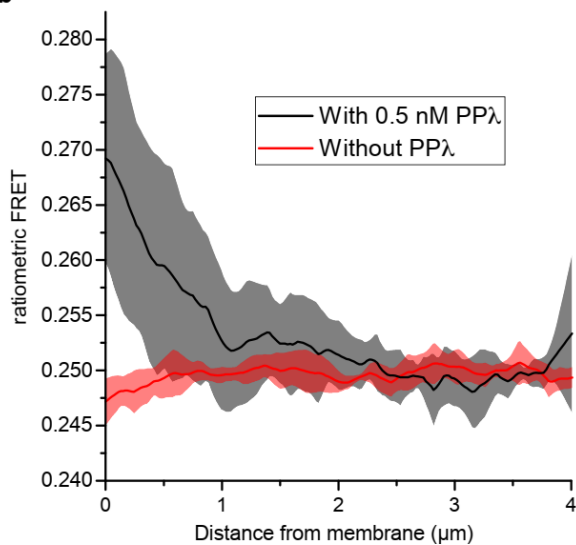 0.280
0.275
0.270
0.265
0.260
0.255
0.250
0.245
0.240
ratiometric FRET
With 0.5 nM PPλ
Without PPλ
0 1 2 3 4
Distance from membrane (µm)